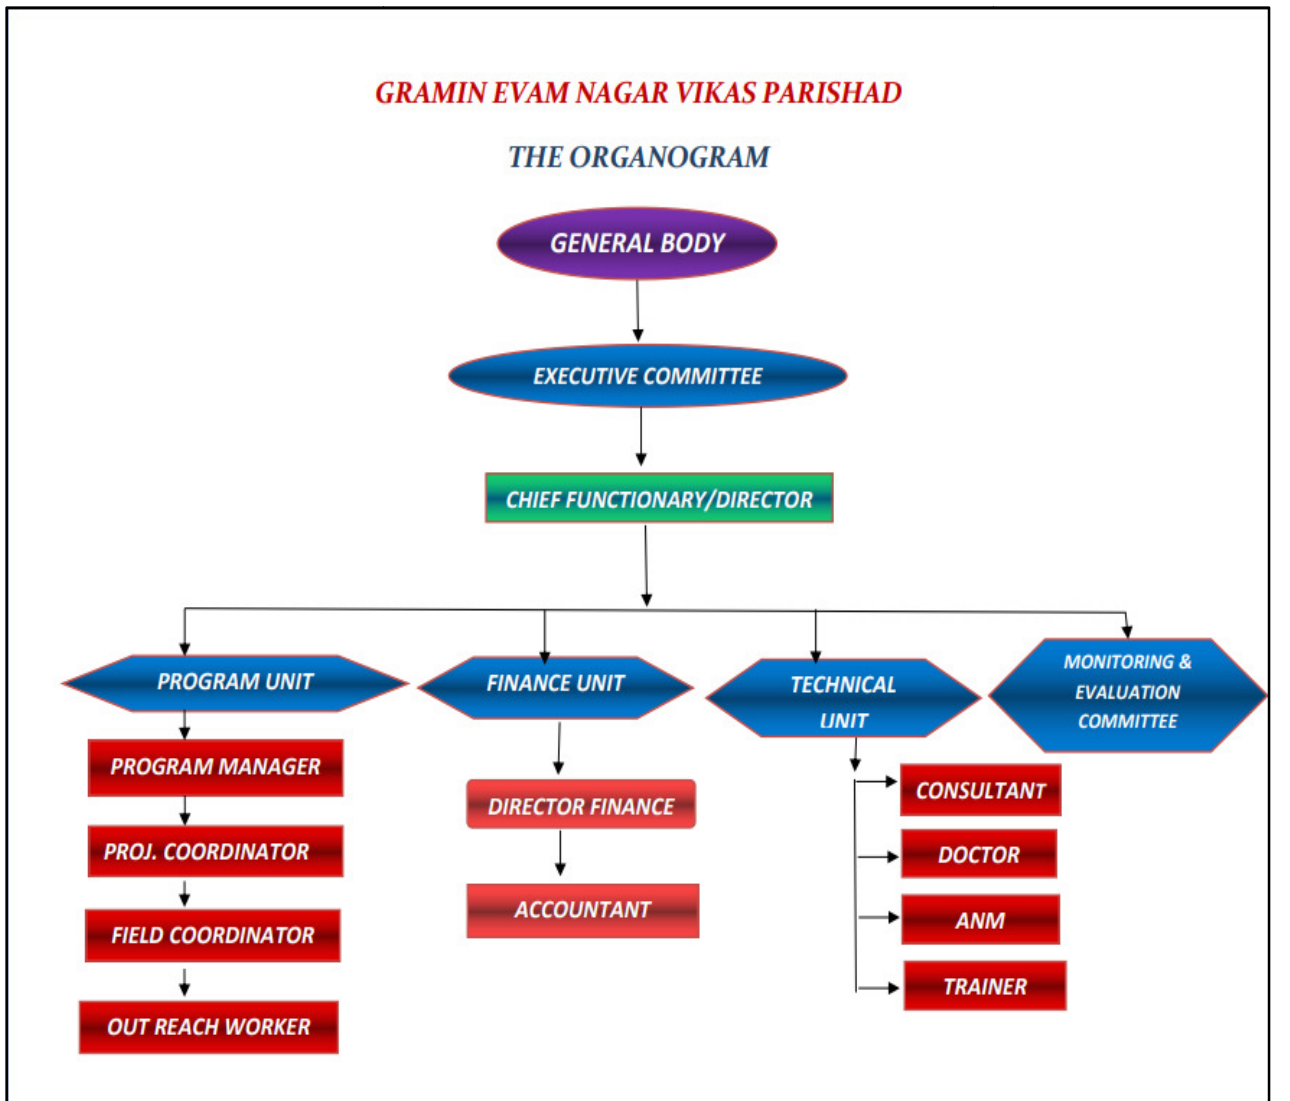 GRAMIN EVAM NAGAR VIKAS PARISHAD
THE ORGANOGRAM
GENERAL BODY
EXECUTIVE COMMITTEE
CHIEF FUNCTIONARY/DIRECTOR
PROGRAM UNIT
PROGRAM MANAGER
PROJ. COORDINATOR
FIELD COORDINATOR
OUT REACH WORKER
FINANCE UNIT
DIRECTOR FINANCE
ACCOUNTANT
TECHNICAL
UNIT
CONSULTANT
DOCTOR
ANM
TRAINER
MONITORING &
EVALUATION
COMMITTEE